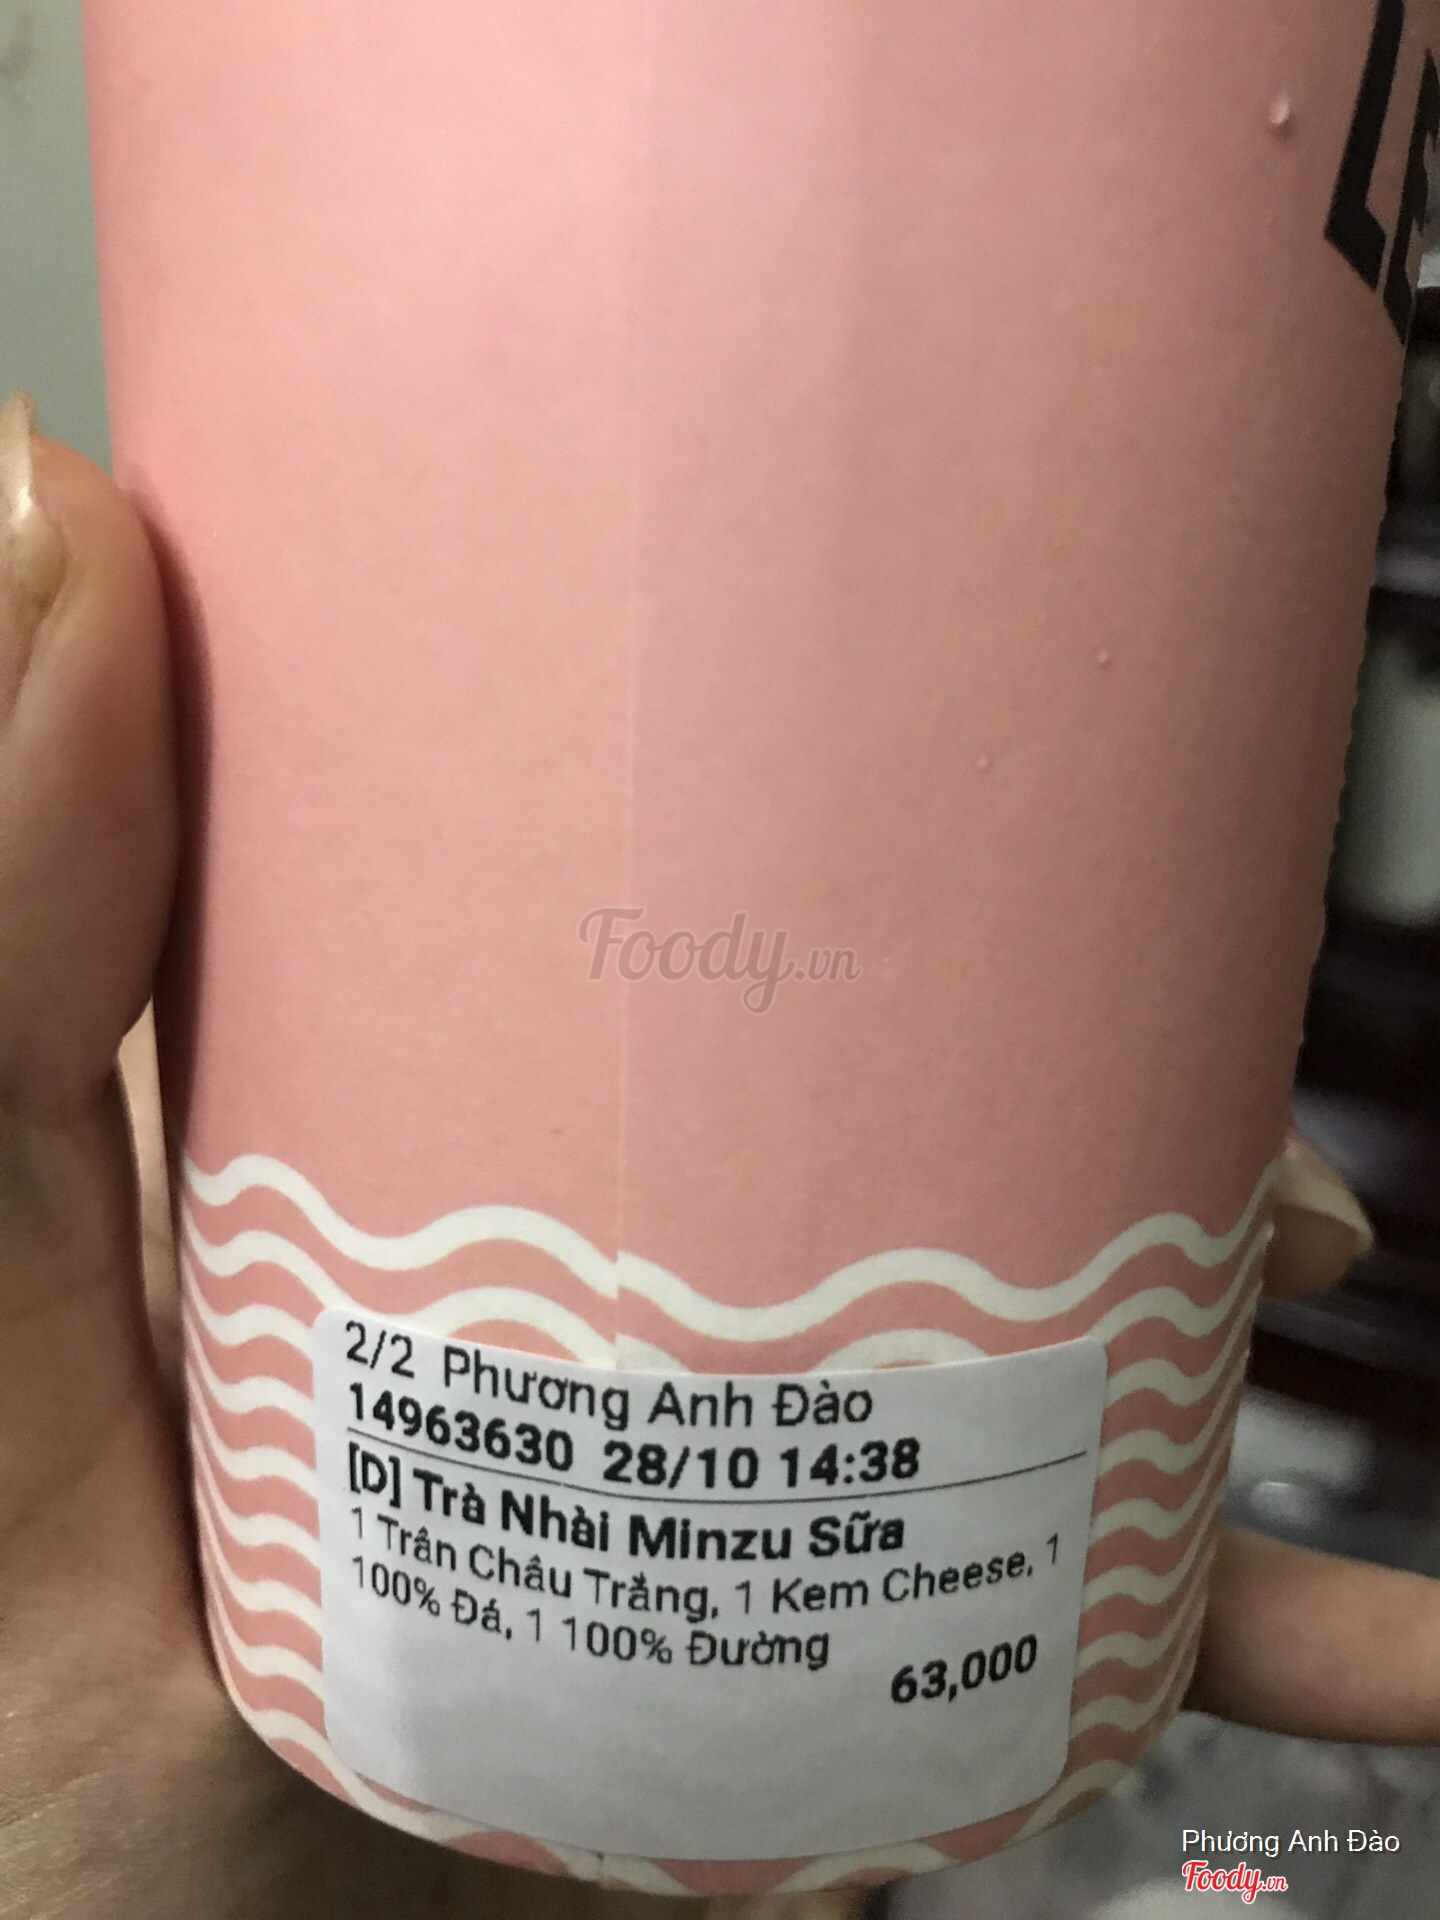 Foody.vn
2/2 Phương Anh Đào
14963630 28/10 14:38
[D] Trà Nhài Minzu Sữa
1 Trân Châu Trắng, 1 Kem Cheese, 1
100% Đá, 1 100% Đường
63,000
Phương Anh Đào
Foody.vn